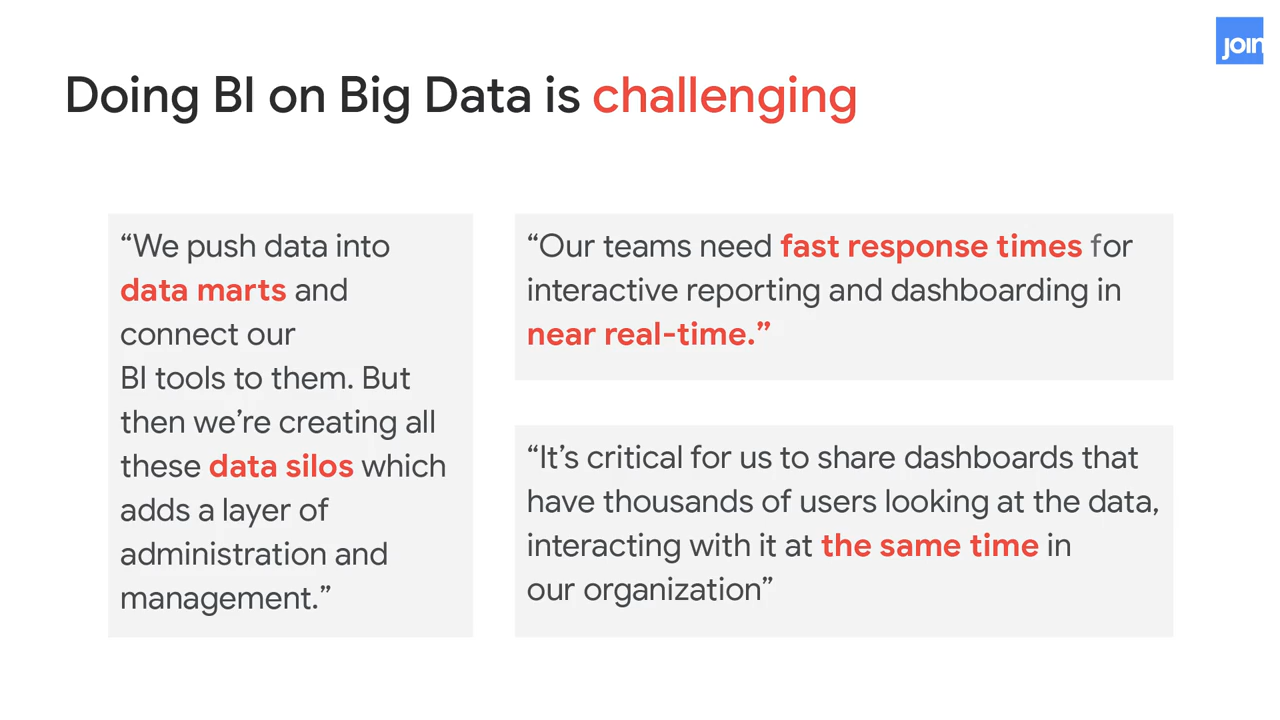 join
Doing BI on Big Data is challenging
“We push data into
data marts and
connect our
BI tools to them. But
then we’re creating all
these data silos which
adds a layer of
administration and
management.”
“Our teams need fast response times for
interactive reporting and dashboarding in
near real-time.”
“It’s critical for us to share dashboards that
have thousands of users looking at the data,
interacting with it at the same time in
our organization”